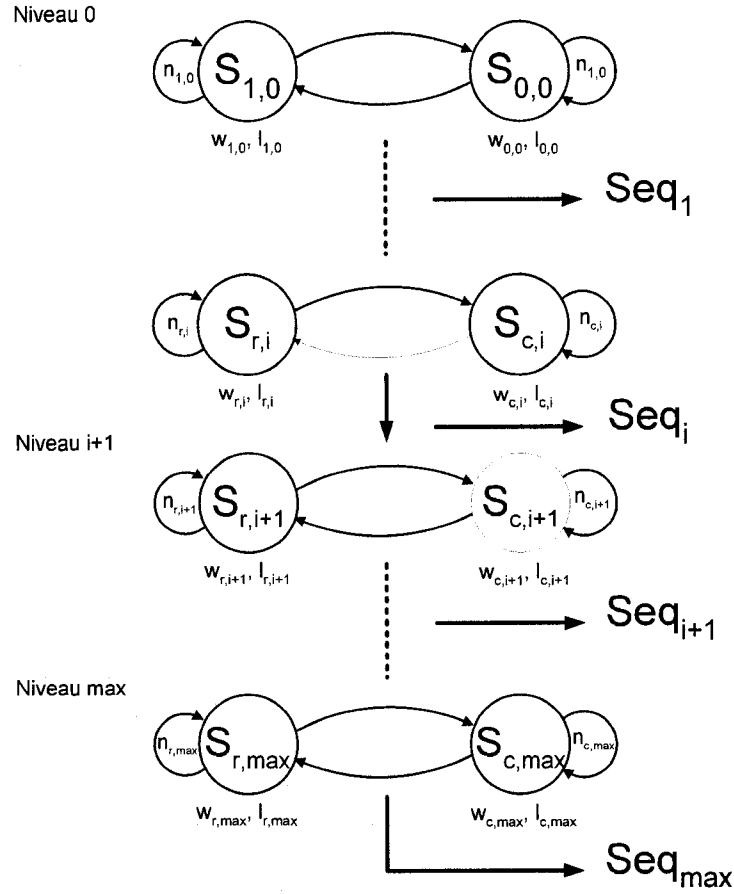 Niveau 0
n1,0 S1,0 S0,0 n1,0
w1,0, l1,0 w0,0, l0,0
Seq1
nr,i Sr,i Sc,i nc,i
wr,i, lr,i wc,i, lc,i
Seqi
Niveau i+1
nr,i+1 Sr,i+1 Sc,i+1 nc,i+1
wr,i+1, lr,i+1 wc,i+1, lc,i+1
Seqi+1
Niveau max
nr,max Sr,max Sc,max nc,max
wr,max, lr,max wc,max, lc,max
Seqmax